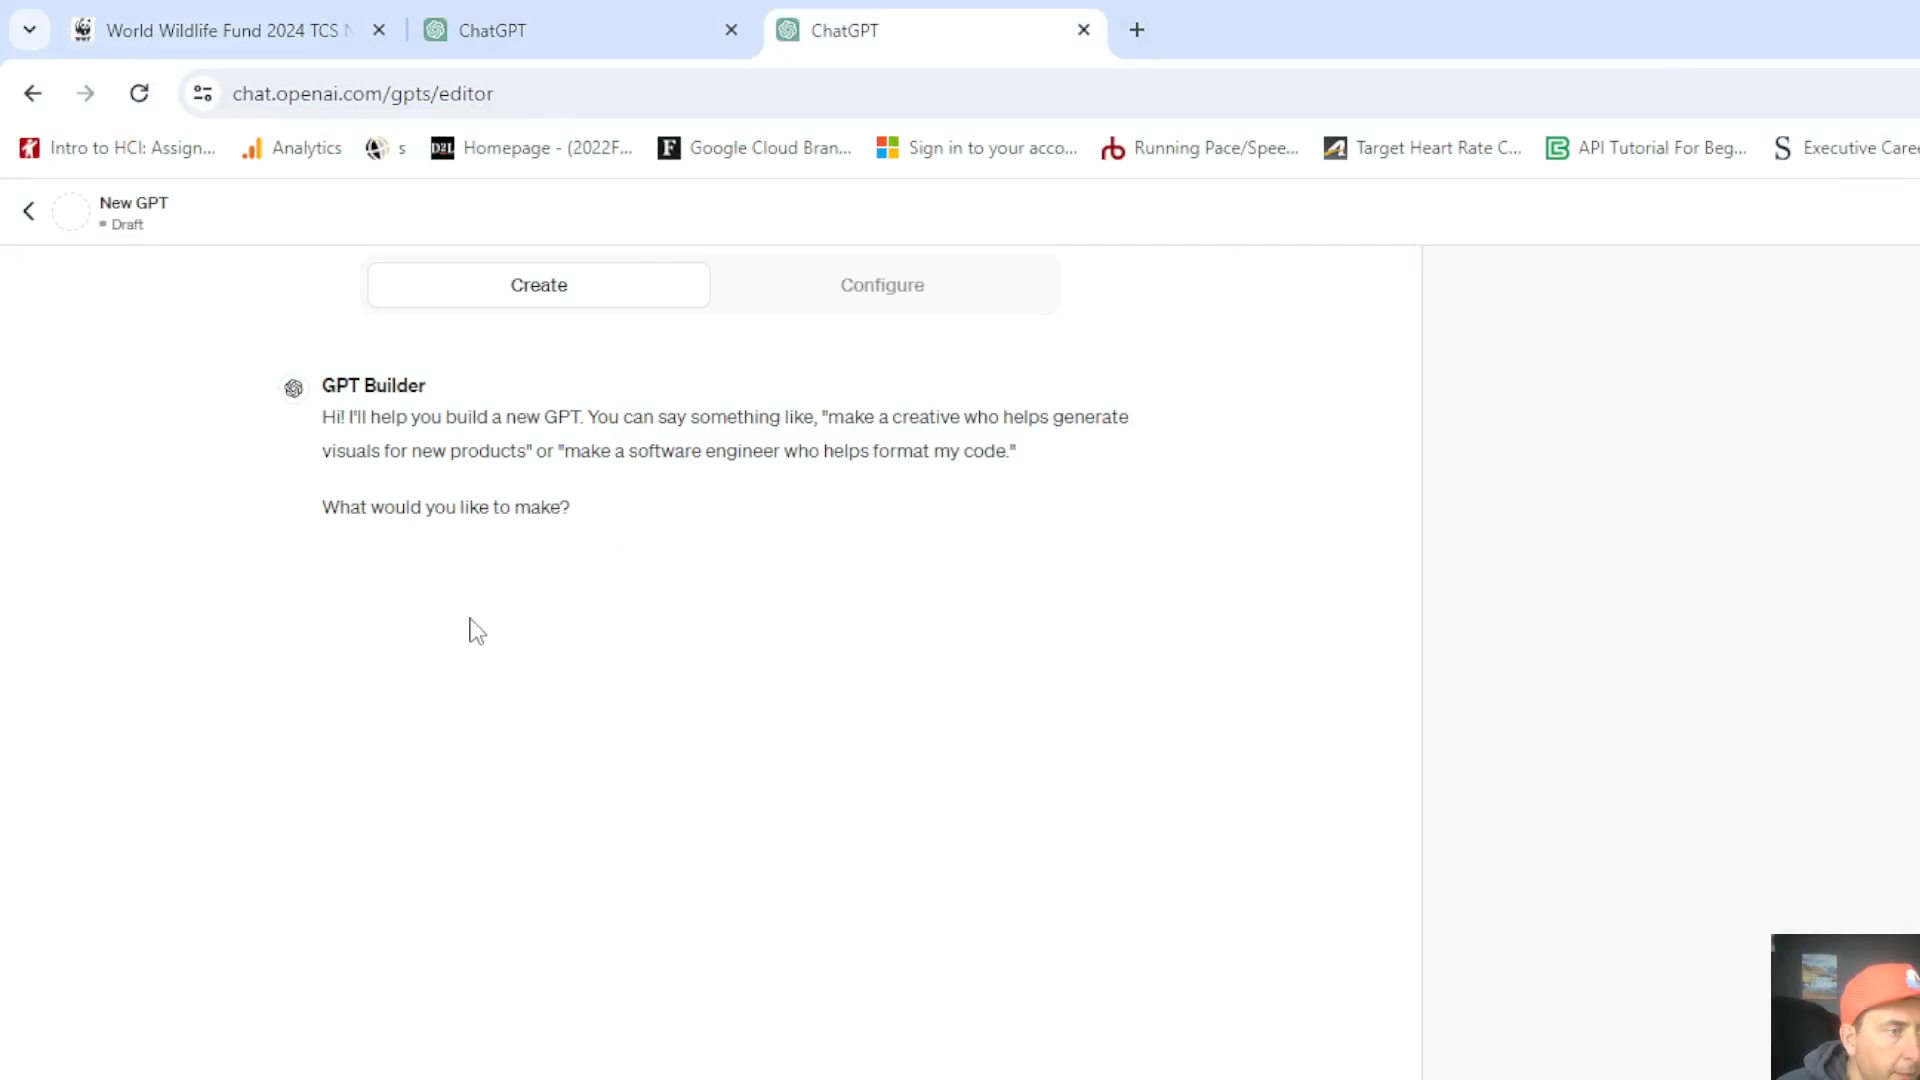 World Wildlife Fund 2024 TCS
ChatGPT
ChatGPT
chat.openai.com/gpts/editor
Intro to HCI: Assign...
Analytics
s
D2L
Homepage - (2022F...
F
Google Cloud Bran...
Sign in to your acco...
Running Pace/Spee...
Target Heart Rate C...
API Tutorial For Beg...
S
Executive Caree
New GPT
Draft
Create
Configure
GPT Builder
Hi! I'll help you build a new GPT. You can say something like, "make a creative who helps generate
visuals for new products" or "make a software engineer who helps format my code."
What would you like to make?